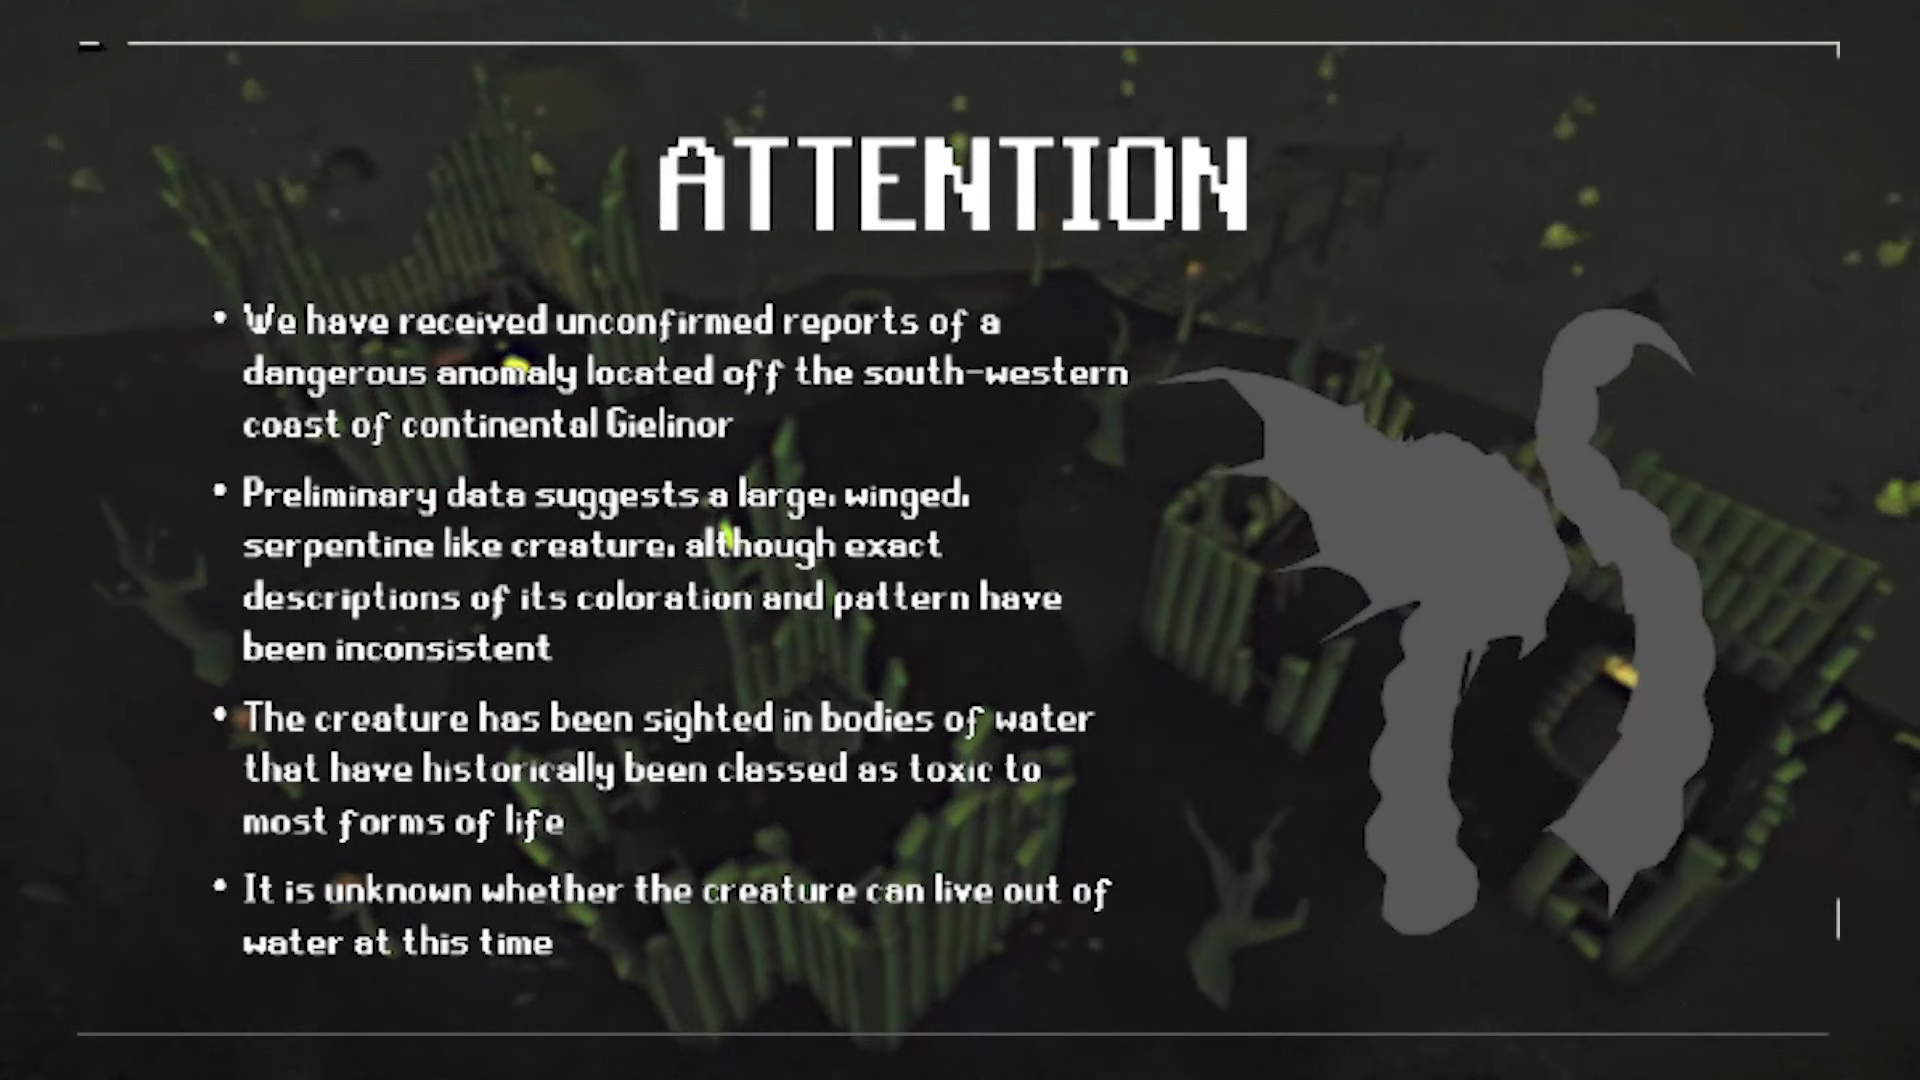 ATTENTION
• We have received unconfirmed reports of a
dangerous anomaly located off the south-western
coast of continental Gielinor
• Preliminary data suggests a large, winged,
serpentine like creature, although exact
descriptions of its coloration and pattern have
been inconsistent
• The creature has been sighted in bodies of water
that have historically been classed as toxic to
most forms of life
• It is unknown whether the creature can live out of
water at this time